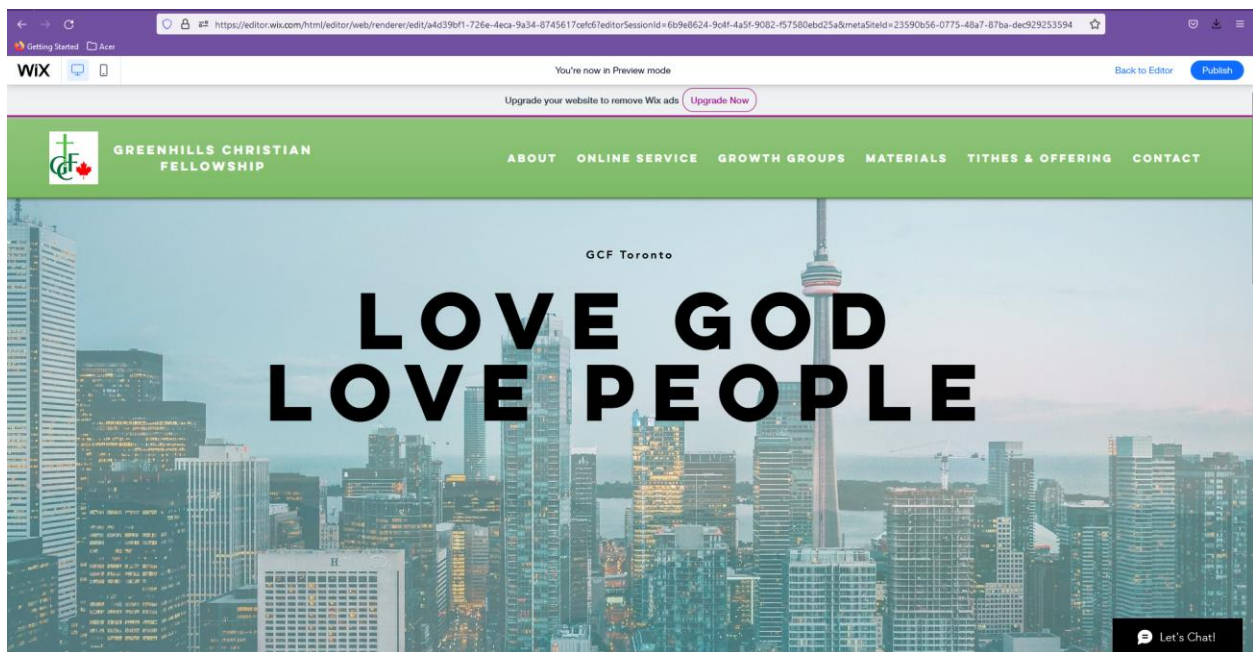 https://editor.wix.com/html/editor/web/renderer/edit/a4d39bf1-726e-4eca-9a34-8745617cefc6?editorSessionId=6b9e8624-9c4f-4a5f-9082-f57580ebd25a&metaSiteId=23590b56-0775-48a7-87ba-dec929253594
Getting Started Acer
WiX You're now in Preview mode Back to Editor Publish
Upgrade your website to remove Wix ads Upgrade Now
GCF
GREENHILLS CHRISTIAN
FELLOWSHIP
ABOUT ONLINE SERVICE GROWTH GROUPS MATERIALS TITHES & OFFERING CONTACT
GCF Toronto
LOVE GOD
LOVE PEOPLE
H
Let's Chat!